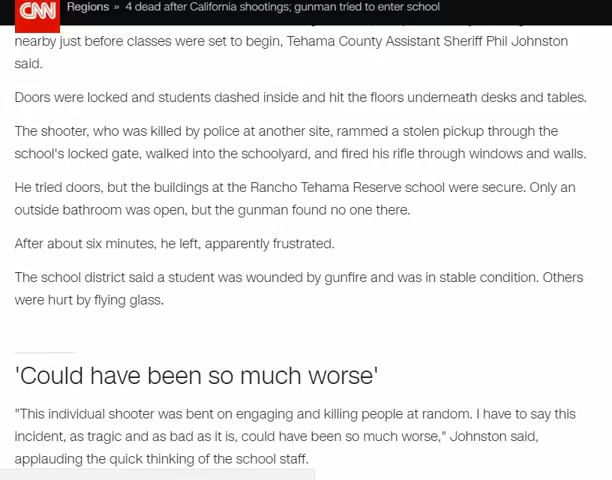 CNN Regions » 4 dead after California shootings; gunman tried to enter school
nearby just before classes were set to begin, Tehama County Assistant Sheriff Phil Johnston
said.
Doors were locked and students dashed inside and hit the floors underneath desks and tables.
The shooter, who was killed by police at another site, rammed a stolen pickup through the
school's locked gate, walked into the schoolyard, and fired his rifle through windows and walls.
He tried doors, but the buildings at the Rancho Tehama Reserve school were secure. Only an
outside bathroom was open, but the gunman found no one there.
After about six minutes, he left, apparently frustrated.
The school district said a student was wounded by gunfire and was in stable condition. Others
were hurt by flying glass.
'Could have been so much worse'
"This individual shooter was bent on engaging and killing people at random. I have to say this
incident, as tragic and as bad as it is, could have been so much worse," Johnston said,
applauding the quick thinking of the school staff.